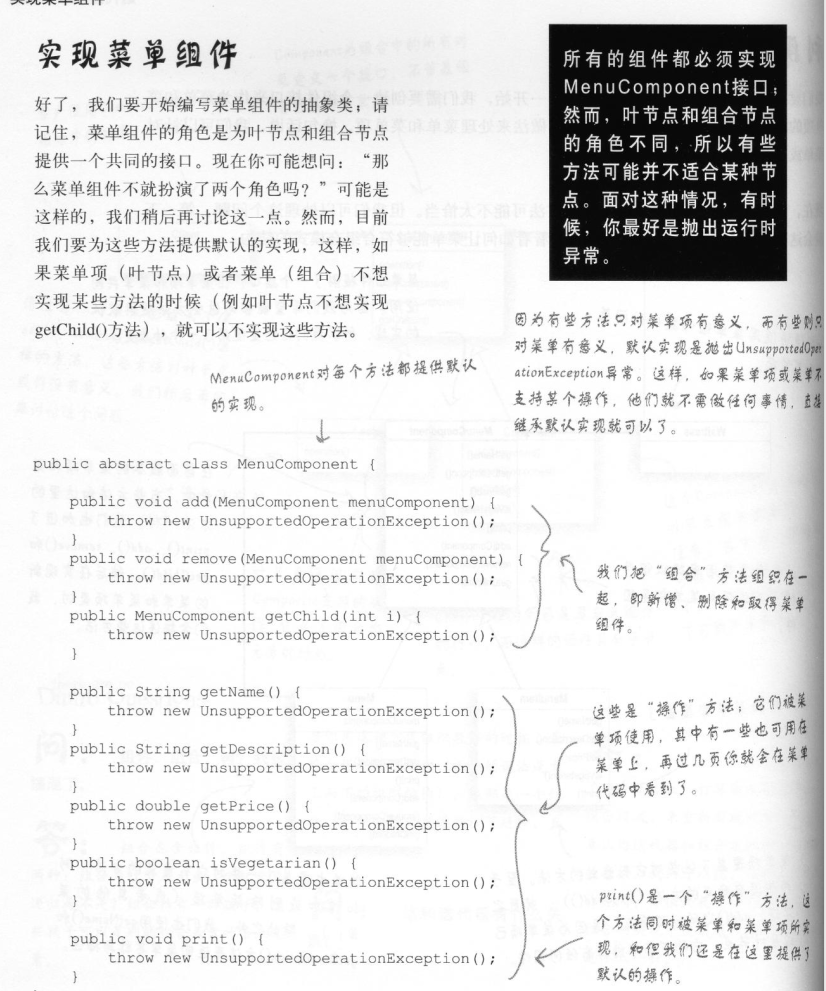 实现菜单组件
实现菜单组件
好了，我们要开始编写菜单组件的抽象类；请
记住，菜单组件的角色是为叶节点和组合节点
提供一个共同的接口。现在你可能想问：“那
么菜单组件不就扮演了两个角色吗？”可能是
这样的，我们稍后再讨论这一点。然而，目前
我们要为这些方法提供默认的实现，这样，如
果菜单项（叶节点）或者菜单（组合）不想
实现某些方法的时候（例如叶节点不想实现
getChild()方法），就可以不实现这些方法。
所有的组件都必须实现
MenuComponent接口；
然而，叶节点和组合节点
的角色不同，所以有些
方法可能并不适合某种节
点。面对这种情况，有时
候，你最好是抛出运行时
异常。
因为有些方法只对菜单项有意义，而有些则只
对菜单有意义，默认实现是抛出UnsupportedOper
ationException异常。这样，如果菜单项或菜单不
支持某个操作，他们就不需做任何事情，直接
继承默认实现就可以了。
MenuComponent对每个方法都提供默认
的实现。
public abstract class MenuComponent {
public void add(MenuComponent menuComponent) {
throw new UnsupportedOperationException();
}
public void remove(MenuComponent menuComponent) {
throw new UnsupportedOperationException();
}
public MenuComponent getChild(int i) {
throw new UnsupportedOperationException();
}
我们把“组合”方法组织在一
起，即新增、删除和取得菜单
组件。
public String getName() {
throw new UnsupportedOperationException();
}
public String getDescription() {
throw new UnsupportedOperationException();
}
public double getPrice() {
throw new UnsupportedOperationException();
}
public boolean isVegetarian() {
throw new UnsupportedOperationException();
}
这些是“操作”方法；它们被菜
单项使用，其中有一些也可用在
菜单上，再过几页你就会在菜单
代码中看到了。
public void print() {
throw new UnsupportedOperationException();
}
print()是一个“操作”方法，这
个方法同时被菜单和菜单项所实
现，和但我们还是在这里提供了
默认的操作。